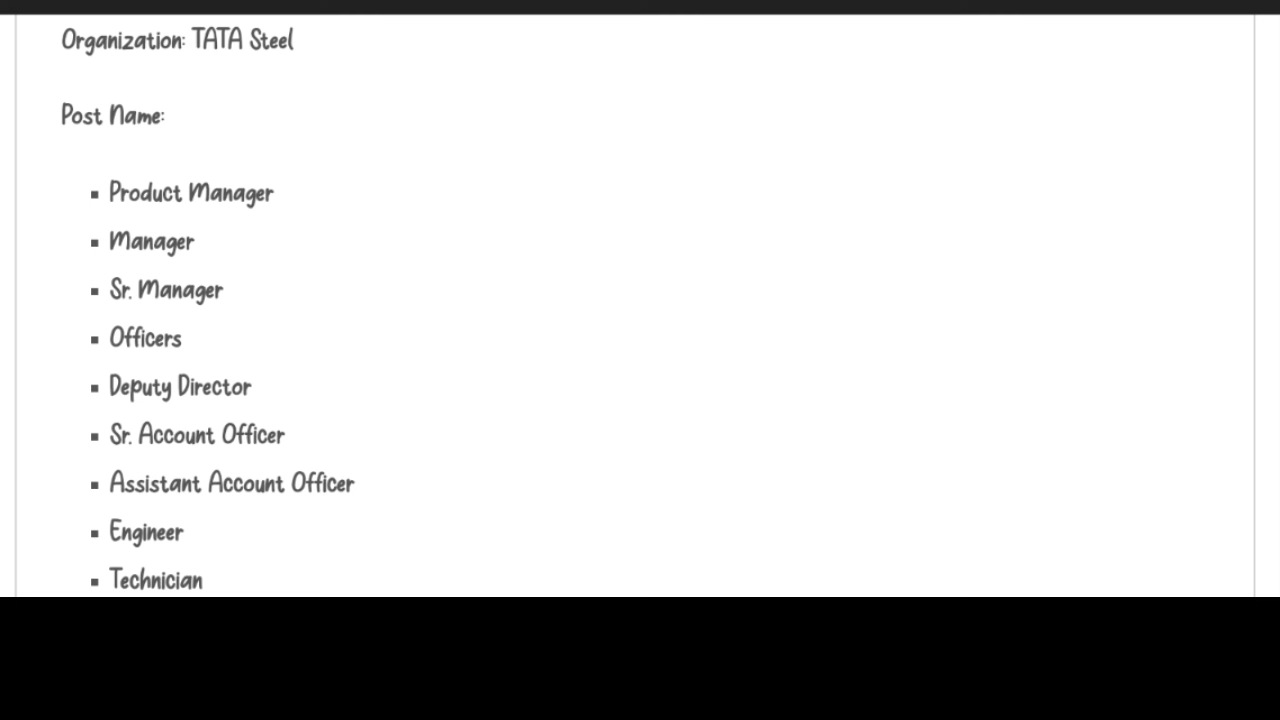 Organization: TATA Steel
Post Name:
▪ Product Manager
▪ Manager
▪ Sr. Manager
▪ Officers
▪ Deputy Director
▪ Sr. Account Officer
▪ Assistant Account Officer
▪ Engineer
▪ Technician